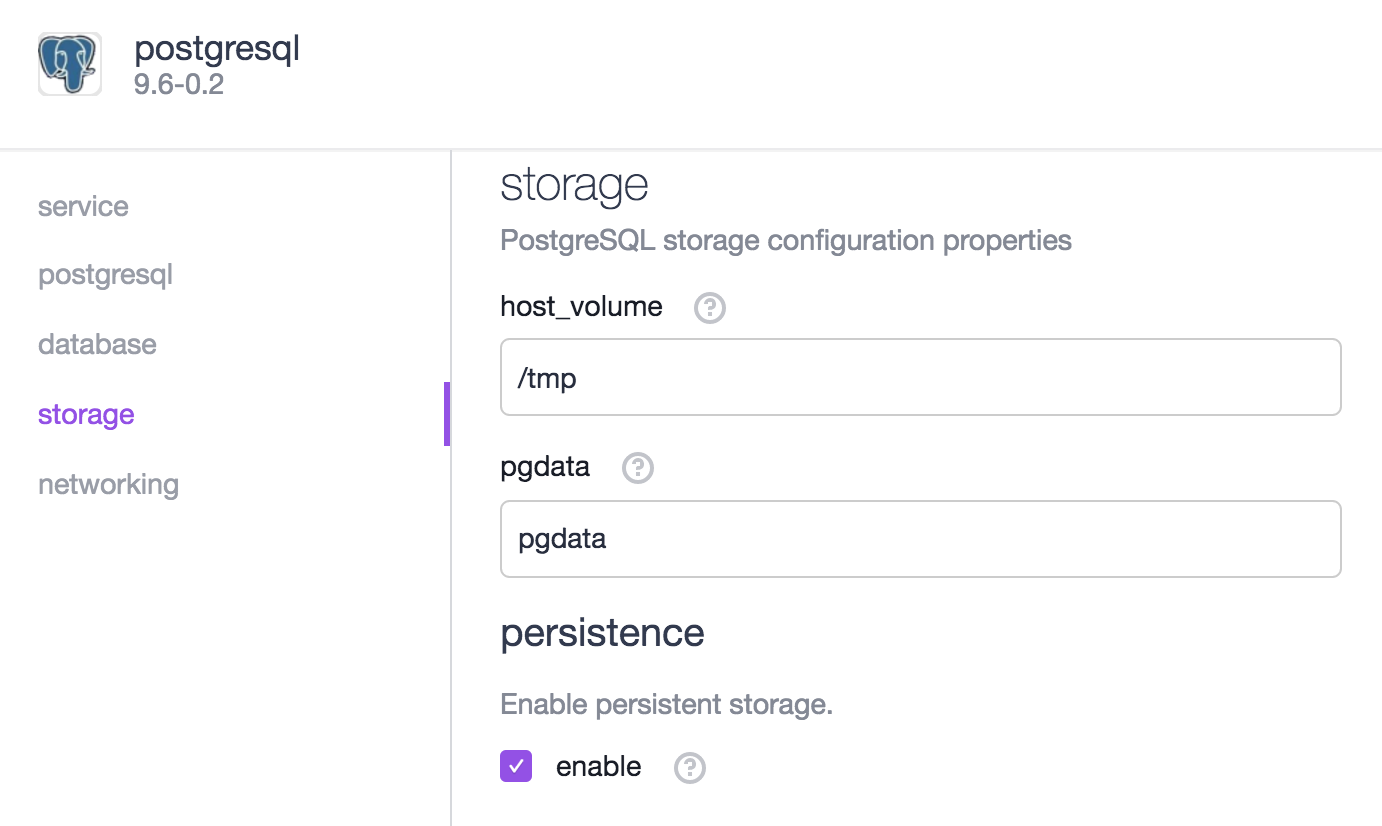 postgresql
9.6-0.2
service
postgresql
database
storage
networking
storage
PostgreSQL storage configuration properties
host_volume ?
/tmp
pgdata ?
pgdata
persistence
Enable persistent storage.
enable ?